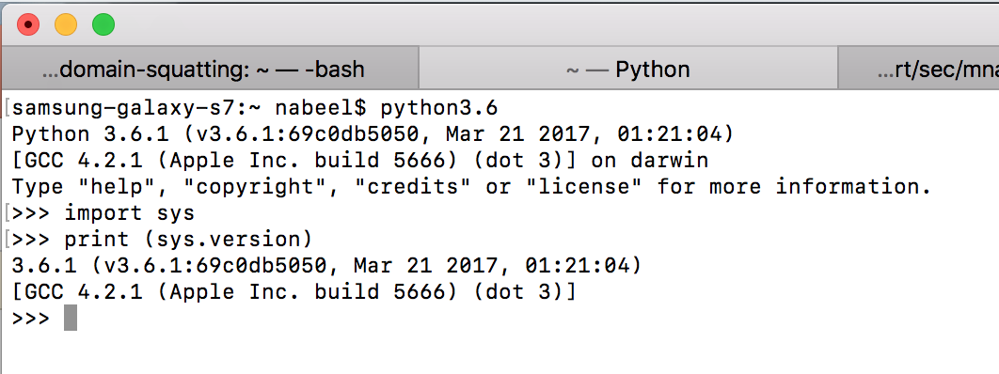 ...domain-squatting: ~ — -bash
~ — Python
...rt/sec/mna
[samsung-galaxy-s7:~ nabeel$ python3.6
Python 3.6.1 (v3.6.1:69c0db5050, Mar 21 2017, 01:21:04)
[GCC 4.2.1 (Apple Inc. build 5666) (dot 3)] on darwin
Type "help", "copyright", "credits" or "license" for more information.
[>>> import sys
[>>> print (sys.version)
3.6.1 (v3.6.1:69c0db5050, Mar 21 2017, 01:21:04)
[GCC 4.2.1 (Apple Inc. build 5666) (dot 3)]
>>>